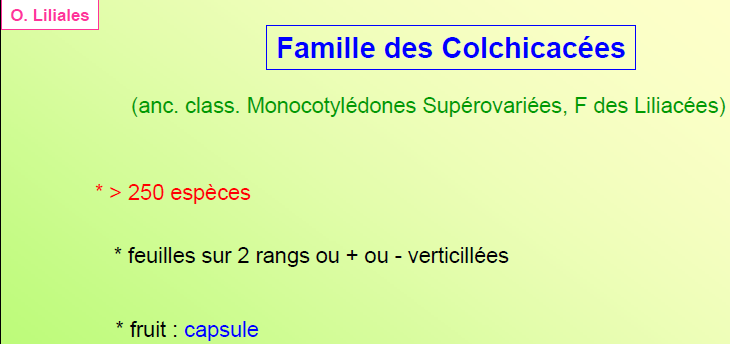 O. Liliales
Famille des Colchicacées
(anc. class. Monocotylédones Supérovariées, F des Liliacées)
* > 250 espèces
* feuilles sur 2 rangs ou + ou - verticillées
* fruit : capsule